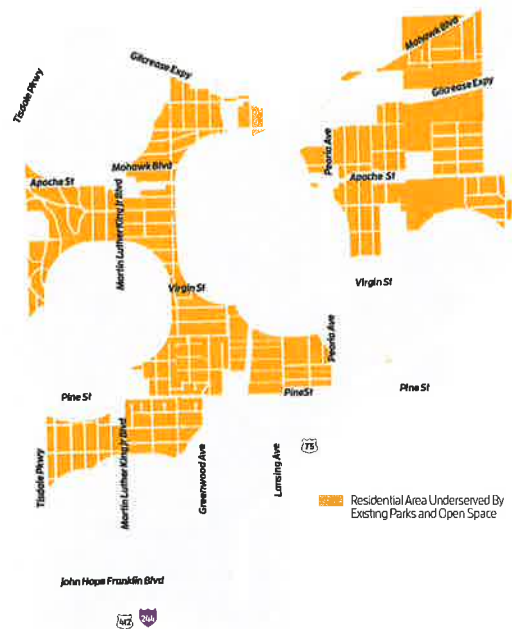 Mohawk Blvd
Gilcrease Expy
Tisdale Pkwy
Gilcrease Expy
Peoria Ave
Mohawk Blvd
Apache St
Apache St
Martin Luther King Jr Blvd
Virgin St
Virgin St
Peoria Ave
Pine St
Pine St
Pine St
Martin Luther King Jr Blvd
Tisdale Pkwy
Greenwood Ave
Lansing Ave
75
Residential Area Underserved By
Existing Parks and Open Space
John Hope Franklin Blvd
412
244